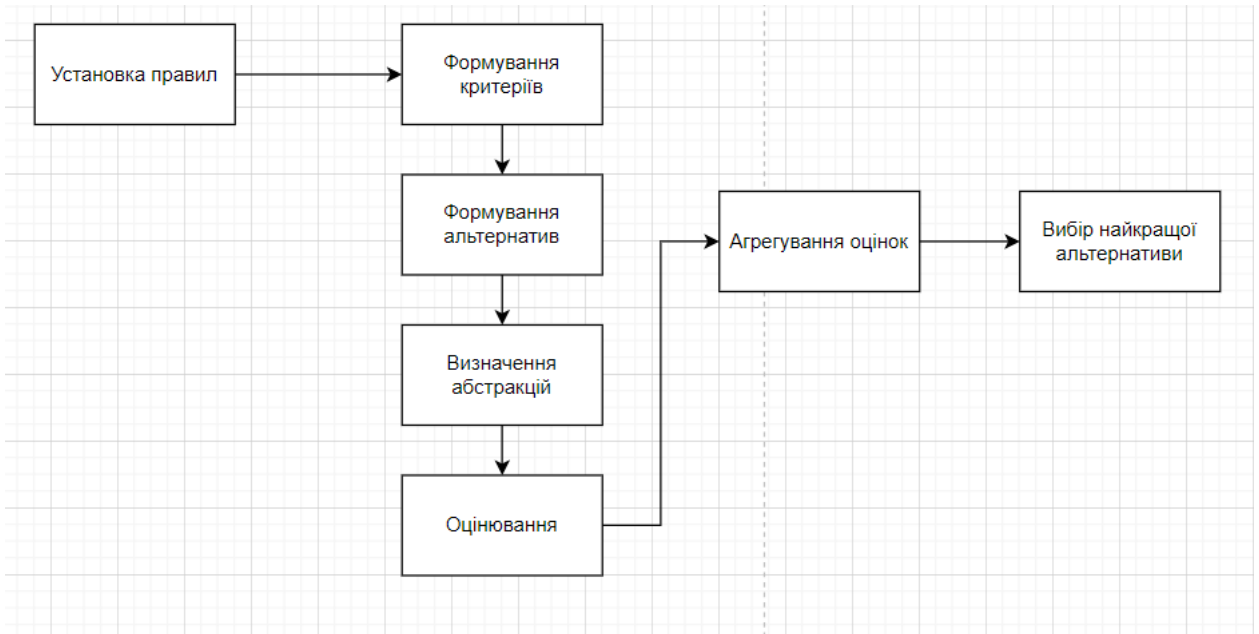 Установка правил
Формування
критеріїв
Формування
альтернатив
Визначення
абстракцій
Оцінювання
Агрегування оцінок
Вибір найкращої
альтернативи